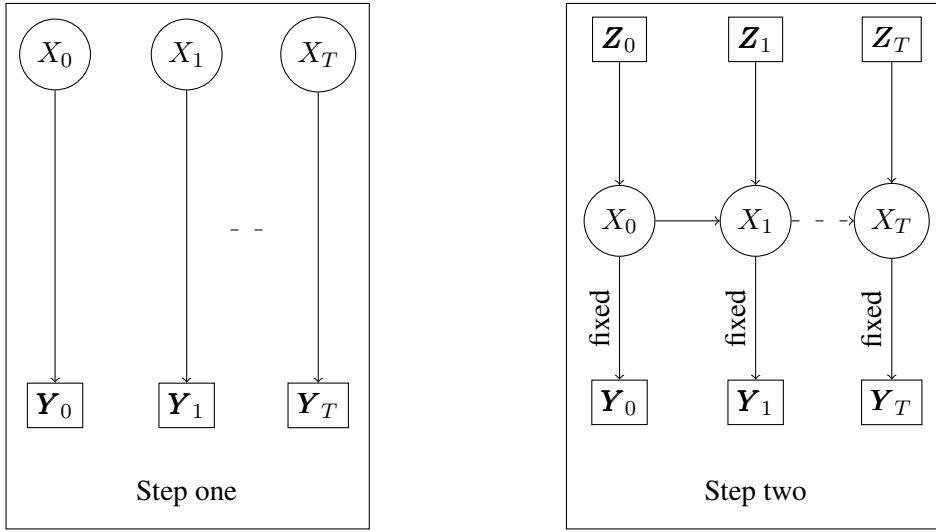 X_0 X_1 X_T
Y_0 Y_1 Y_T
Step one
Z_0 Z_1 Z_T
X_0 X_1 X_T
fixed fixed fixed
Y_0 Y_1 Y_T
Step two